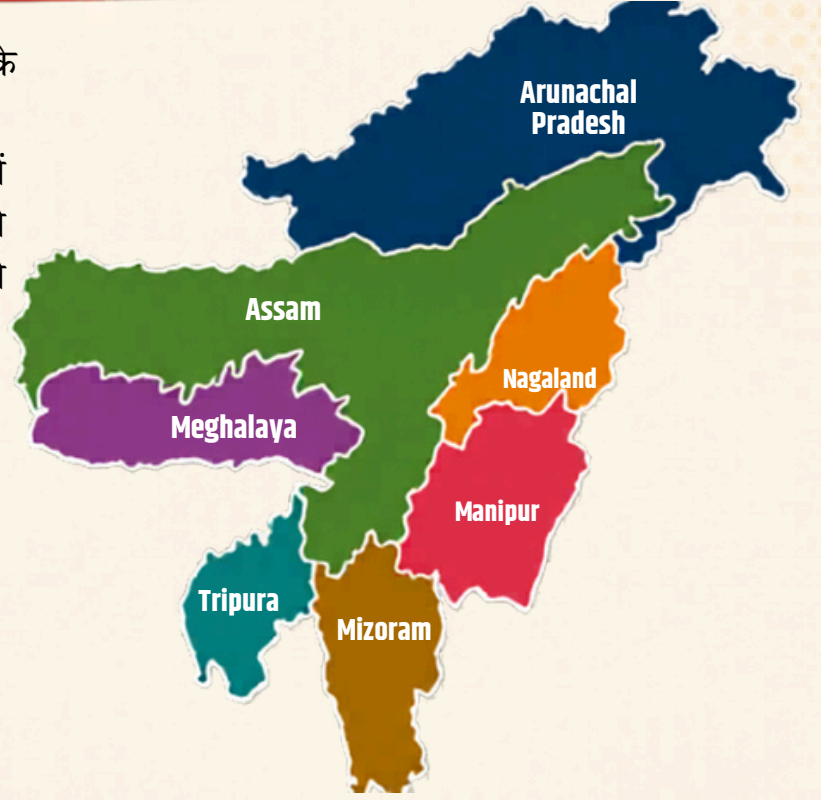 के
Arunachal
Pradesh
Assam
Nagaland
Meghalaya
Manipur
Tripura
Mizoram